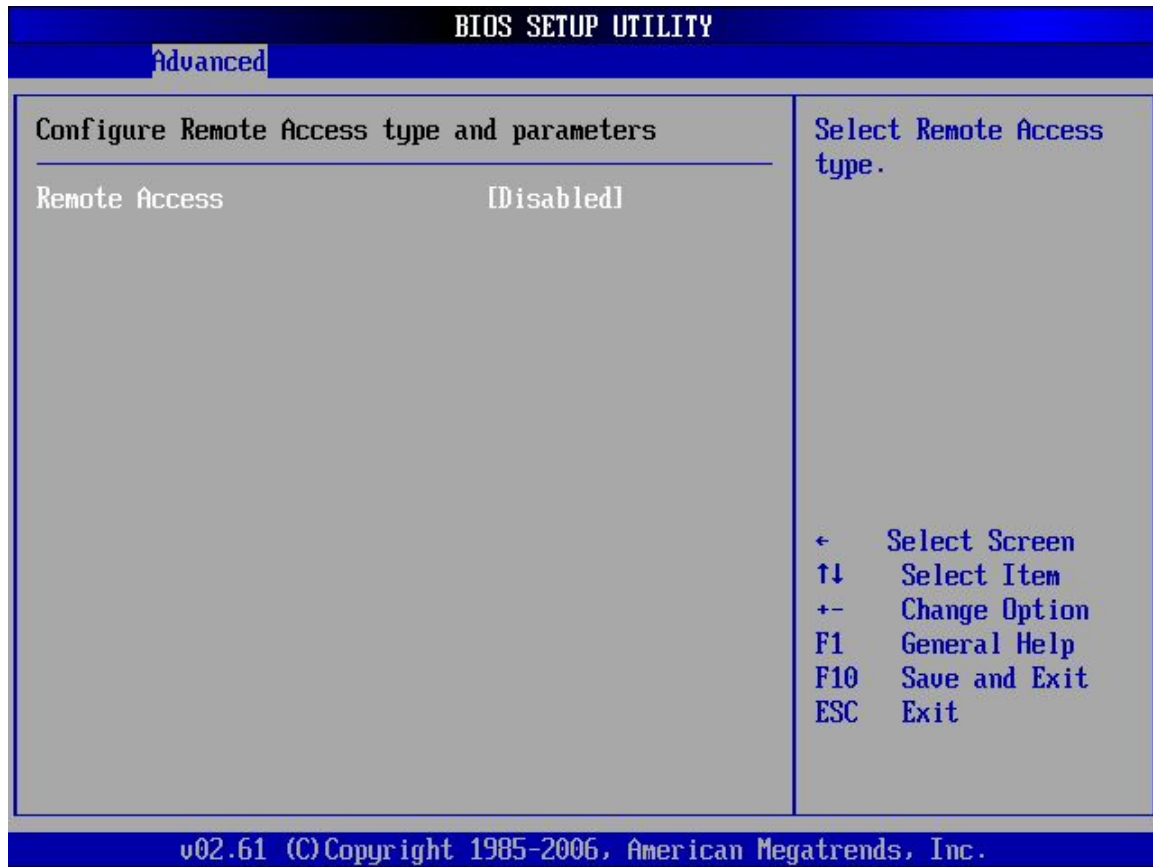 BIOS SETUP UTILITY
Advanced
Configure Remote Access type and parameters
Remote Access [Disabled]
Select Remote Access
type.
← Select Screen
↑↓ Select Item
+- Change Option
F1 General Help
F10 Save and Exit
ESC Exit
v02.61 (C)Copyright 1985-2006, American Megatrends, Inc.